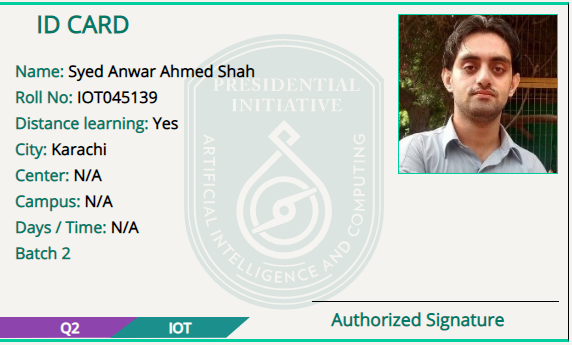 ID CARD
Name: Syed Anwar Ahmed Shah
Roll No: IOT045139
Distance learning: Yes
City: Karachi
Center: N/A
Campus: N/A
Days / Time: N/A
Batch 2
PRESIDENTIAL
INITIATIVE
ARTIFICIAL INTELLIGENCE AND COMPUTING
Q2 IOT
Authorized Signature